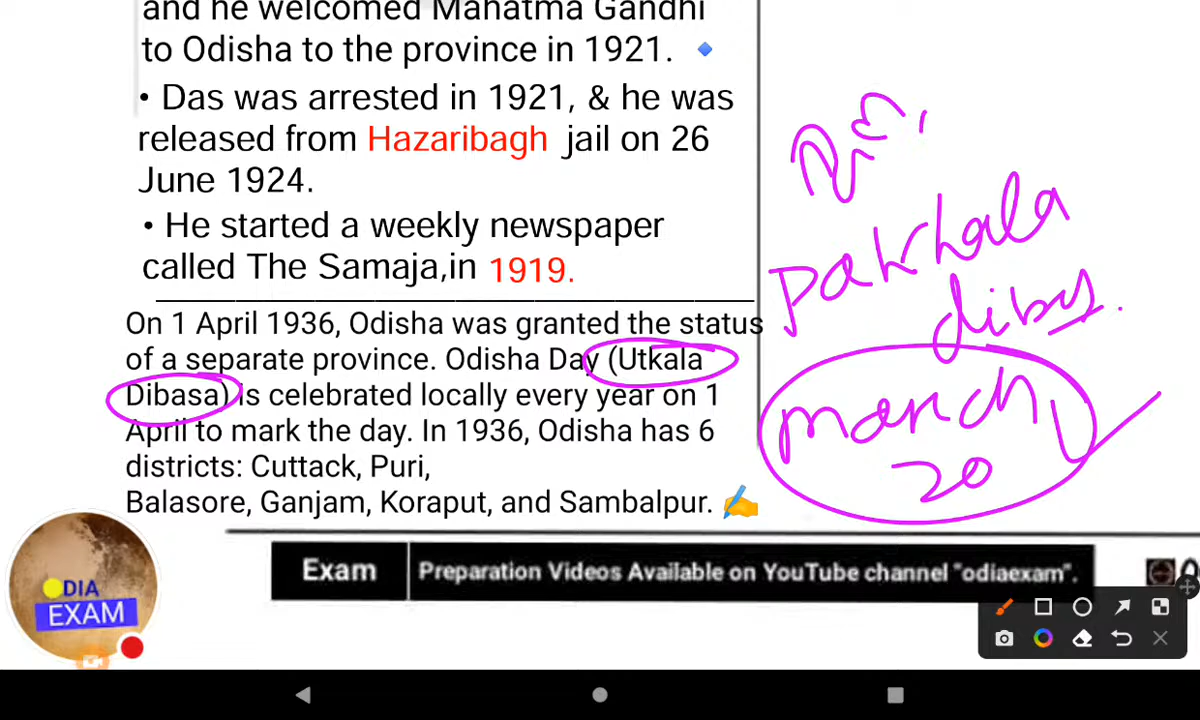 and he welcomed Mahatma Gandhi
to Odisha to the province in 1921.
• Das was arrested in 1921, & he was
released from Hazaribagh jail on 26
June 1924.
• He started a weekly newspaper
called The Samaja,in 1919.
On 1 April 1936, Odisha was granted the status
of a separate province. Odisha Day (Utkala
Dibasa) is celebrated locally every year on 1
April to mark the day. In 1936, Odisha has 6
districts: Cuttack, Puri,
Balasore, Ganjam, Koraput, and Sambalpur. ✍
pakhala
dibas.
march
20
ODIA
EXAM
Exam
Preparation Videos Available on YouTube channel "odiaexam".